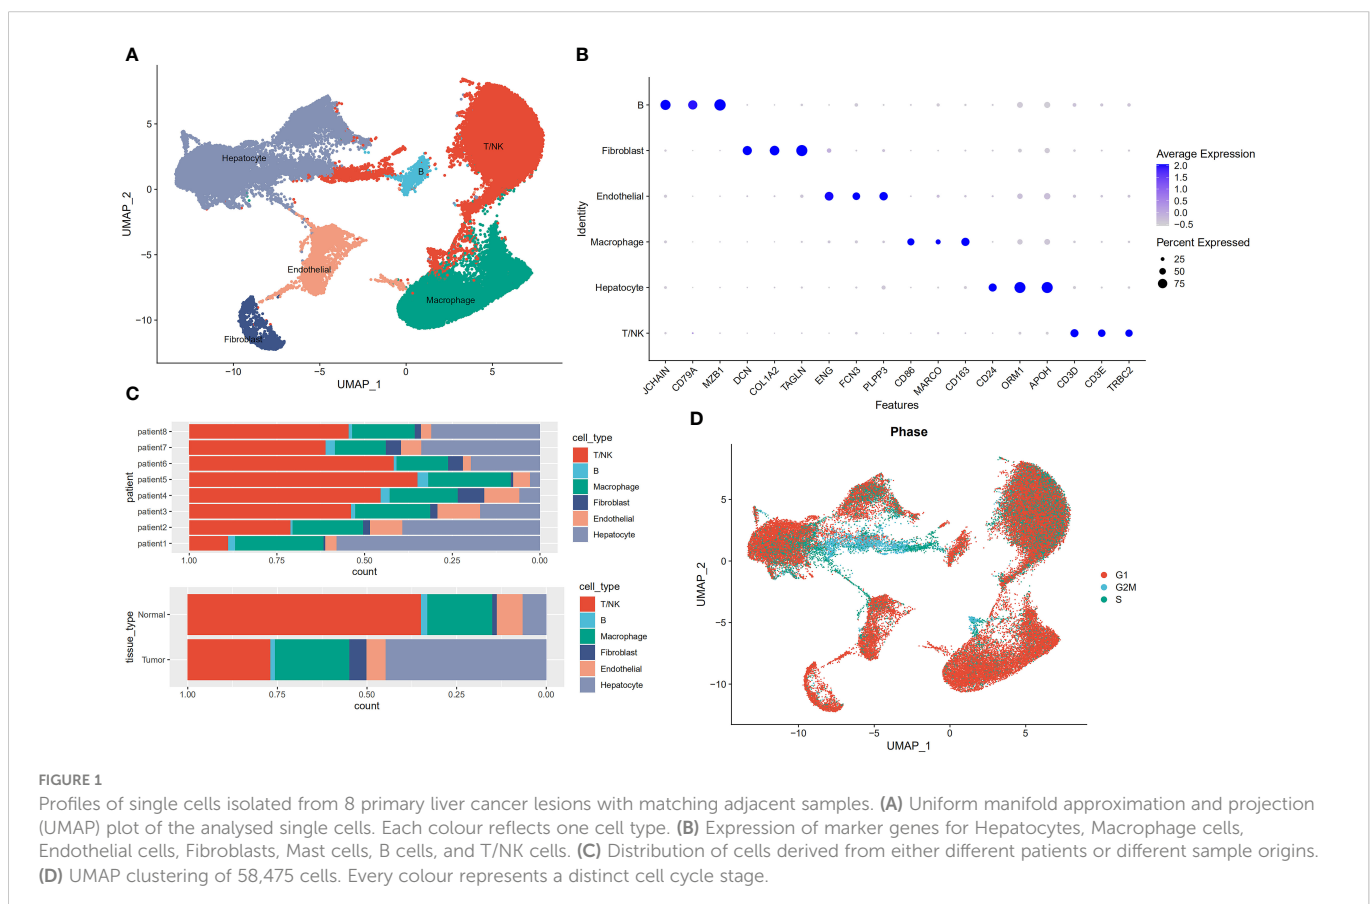 A
5
0
−5
−10
UMAP_2
Hepatocyte
T/NK
B
Endothelial
Macrophage
Fibroblast
−10
−5
0
5
UMAP_1
B
B
Fibroblast
Endothelial
Macrophage
Hepatocyte
T/NK
Identity
JCHAIN
CD79A
MZB1
DCN
COL1A2
TAGLN
ENG
FCN3
PLPP3
CD86
MARCO
CD163
CD24
ORM1
APOH
CD3D
CD3E
TRBC2
Features
Average Expression
2.0
1.5
1.0
0.5
0.0
−0.5
Percent Expressed
25
50
75
C
patient8
patient7
patient6
patient5
patient4
patient3
patient2
patient1
patient
1.00
0.75
0.50
0.25
0.00
count
cell_type
T/NK
B
Macrophage
Fibroblast
Endothelial
Hepatocyte
Normal
Tumor
tissue_type
1.00
0.75
0.50
0.25
0.00
count
cell_type
T/NK
B
Macrophage
Fibroblast
Endothelial
Hepatocyte
D
Phase
5
0
−5
−10
UMAP_2
−10
−5
0
5
UMAP_1
G1
G2M
S
FIGURE 1
Profiles of single cells isolated from 8 primary liver cancer lesions with matching adjacent samples. (A) Uniform manifold approximation and projection
(UMAP) plot of the analysed single cells. Each colour reflects one cell type. (B) Expression of marker genes for Hepatocytes, Macrophage cells,
Endothelial cells, Fibroblasts, Mast cells, B cells, and T/NK cells. (C) Distribution of cells derived from either different patients or different sample origins.
(D) UMAP clustering of 58,475 cells. Every colour represents a distinct cell cycle stage.